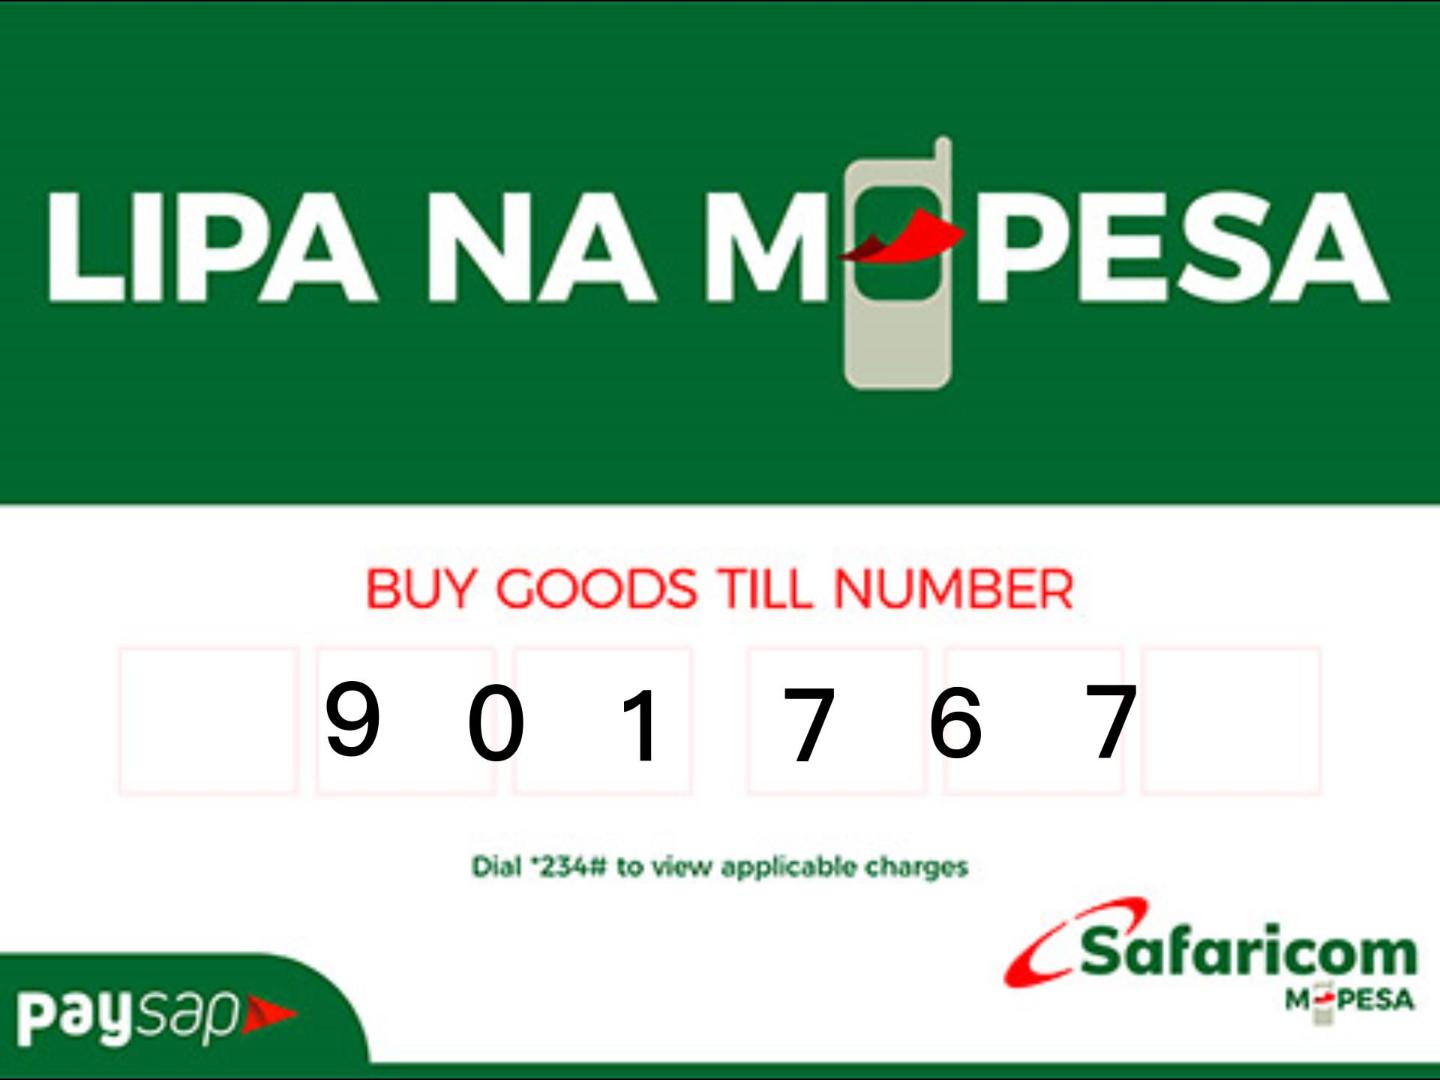 LIPA NA M PESA
BUY GOODS TILL NUMBER
9 0 1 7 6 7
Dial *234# to view applicable charges
Safaricom
M PESA
paysap